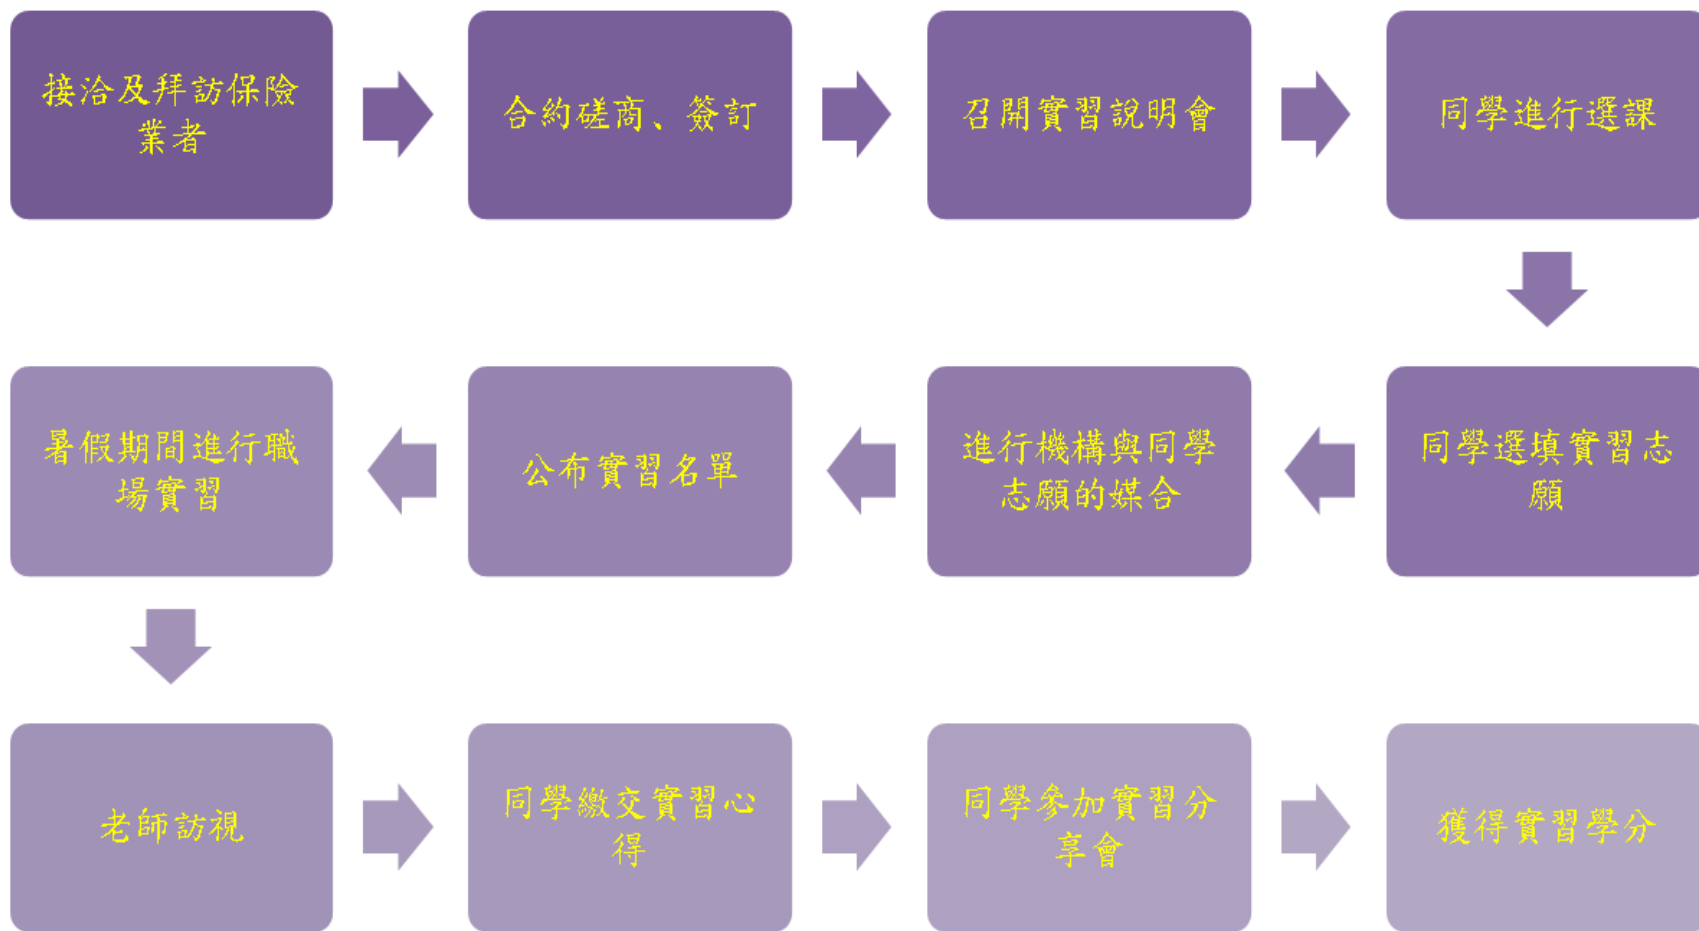 接洽及拜訪保險
業者
合約磋商、簽訂
召開實習說明會
同學進行選課
同學選填實習志
願
進行機構與同學
志願的媒合
公布實習名單
暑假期間進行職
場實習
老師訪視
同學繳交實習心
得
同學參加實習分
享會
獲得實習學分